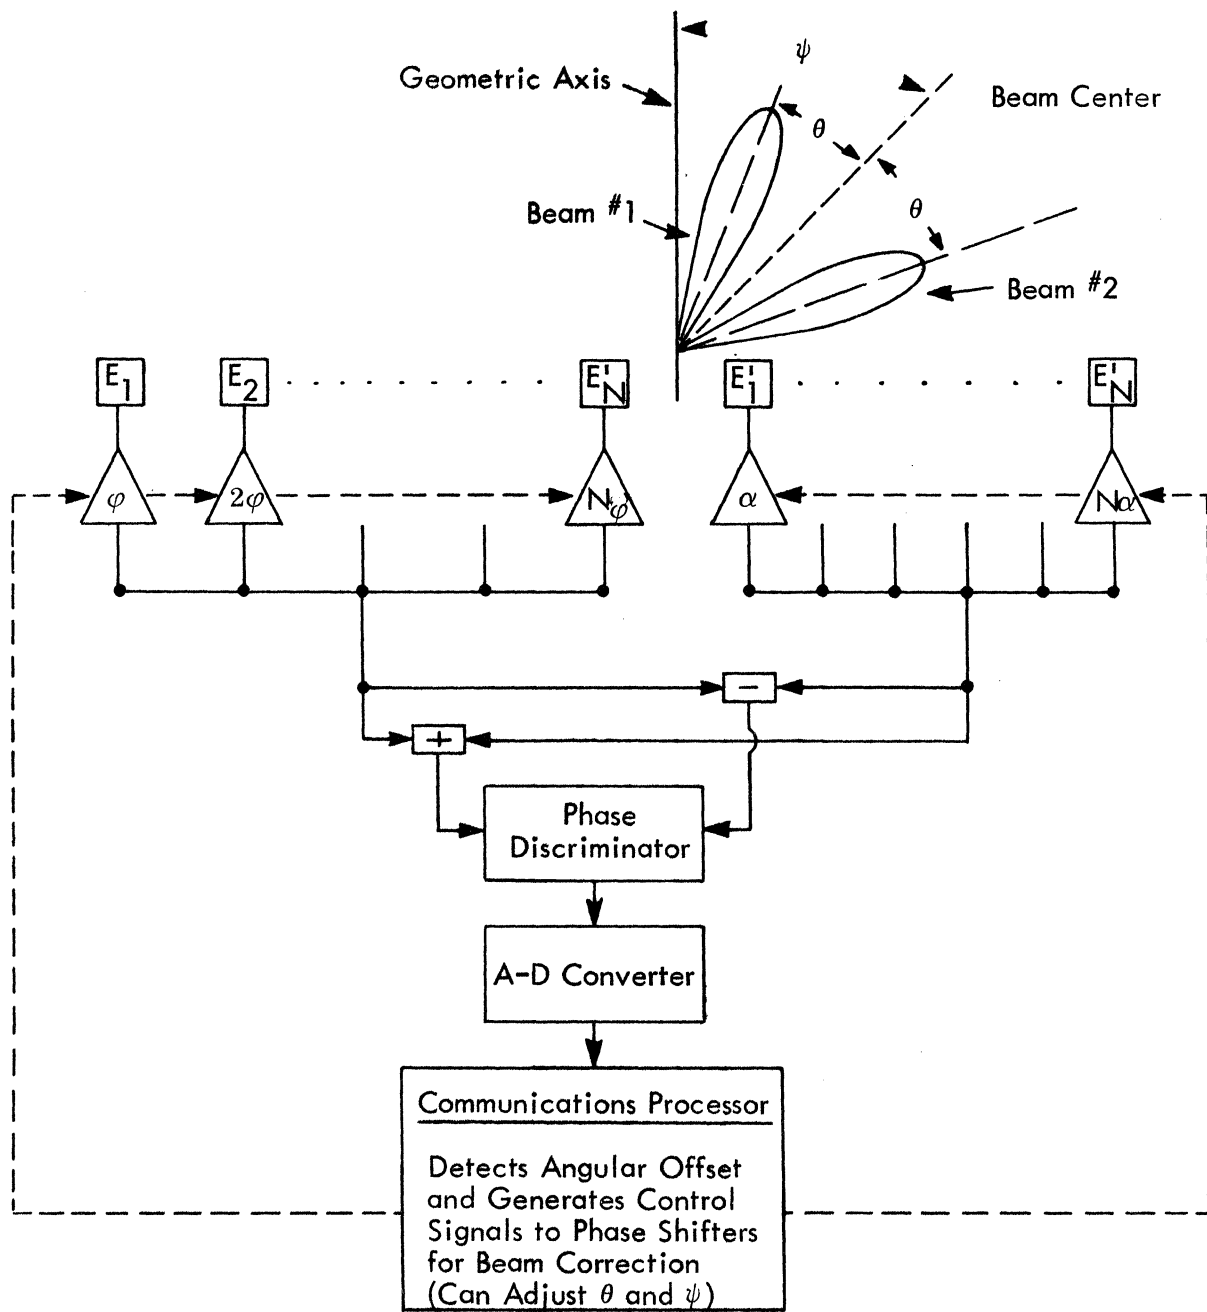 ψ
Geometric Axis
Beam Center
θ
Beam #1
θ
Beam #2
E1 E2 . . . . . . . . . . . E'N E'1 . . . . . . . . . . . E'N
φ 2φ Nφ α Nα
−
+
Phase
Discriminator
A-D Converter
Communications Processor
Detects Angular Offset
and Generates Control
Signals to Phase Shifters
for Beam Correction
(Can Adjust θ and ψ)